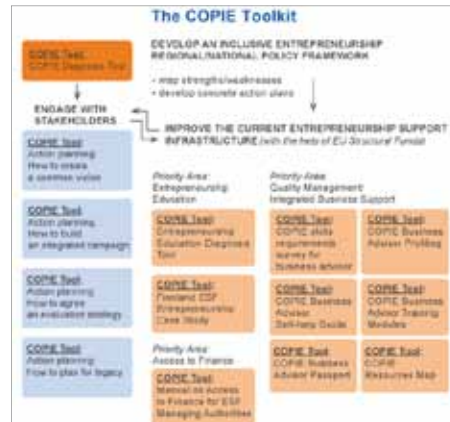 The COPIE Toolkit
COPIE Tool:
COPIE Diagnosis Tool
DEVELOP AN INCLUSIVE ENTREPRENEURSHIP
REGIONAL/NATIONAL POLICY FRAMEWORK
• map strengths/weaknesses
• develop concrete action plans
ENGAGE WITH
STAKEHOLDERS
IMPROVE THE CURRENT ENTREPRENEURSHIP SUPPORT
INFRASTRUCTURE (with the help of EU Structural Funds)
COPIE Tool:
Action planning
How to create
a common vision
COPIE Tool:
Action planning
How to build
an integrated campaign
COPIE Tool:
Action planning
How to agree
an evaluation strategy
COPIE Tool:
Action planning
How to plan for legacy
Priority Area:
Entrepreneurship
Education
COPIE Tool:
Entrepreneurship
Education Diagnosis
Tool
COPIE Tool:
ESF
Entrepreneurship
Case Study
Priority Area:
Access to Finance
COPIE Tool:
Manual on Access
to Finance for ESF
Managing Authorities
Priority Area:
Quality Management
Integrated Business Support
COPIE Tool:
COPIE skills
requirements
survey for
business advisors
COPIE Tool:
COPIE Business
Advisor Profiling
COPIE Tool:
COPIE Business
Advisor
Self-help Guide
COPIE Tool:
COPIE Business
Advisor Training
Modules
COPIE Tool:
COPIE Business
Advisor Passport
COPIE Tool:
COPIE
Resources Map